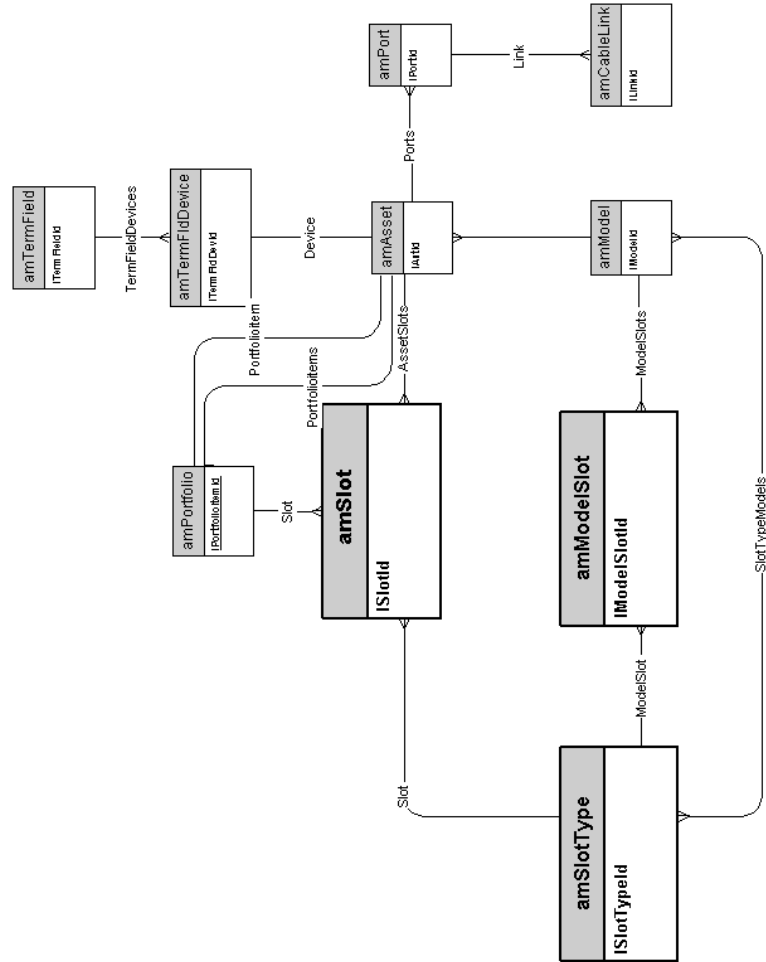 amTermField
lTermFieldId
TermFieldDevices
amPortfolio
lPortfolioItemId
amTermFldDevice
lTermFldDevId
Portfolioitem
Slot
Device
Portfolioitems
amSlot
lSlotId
amAsset
lAstId
AssetSlots
Slot
Ports
amPort
lPortId
Link
amSlotType
lSlotTypeId
amModelSlot
lModelSlotId
amModel
lModelId
amCableLink
lLinkId
ModelSlot
ModelSlots
SlotTypeModels